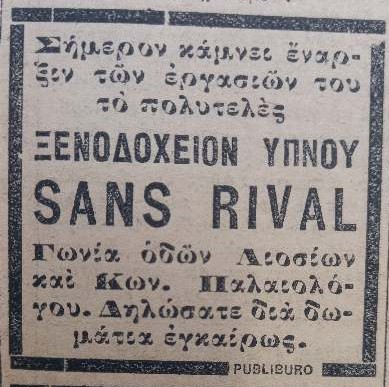 Σήμερον κάμνει ἔναρ-
ξιν τῶν ἐργασιῶν του
τὸ πολυτελὲς
ΞΕΝΟΔΟΧΕΙΟΝ ΥΠΝΟΥ
SANS RIVAL
Γωνία ὁδῶν Λιοσίων
καὶ Κων. Παλαιολό-
γου. Δηλώσατε διὰ δω-
μάτια ἐγκαίρως.
PUBLIBURO